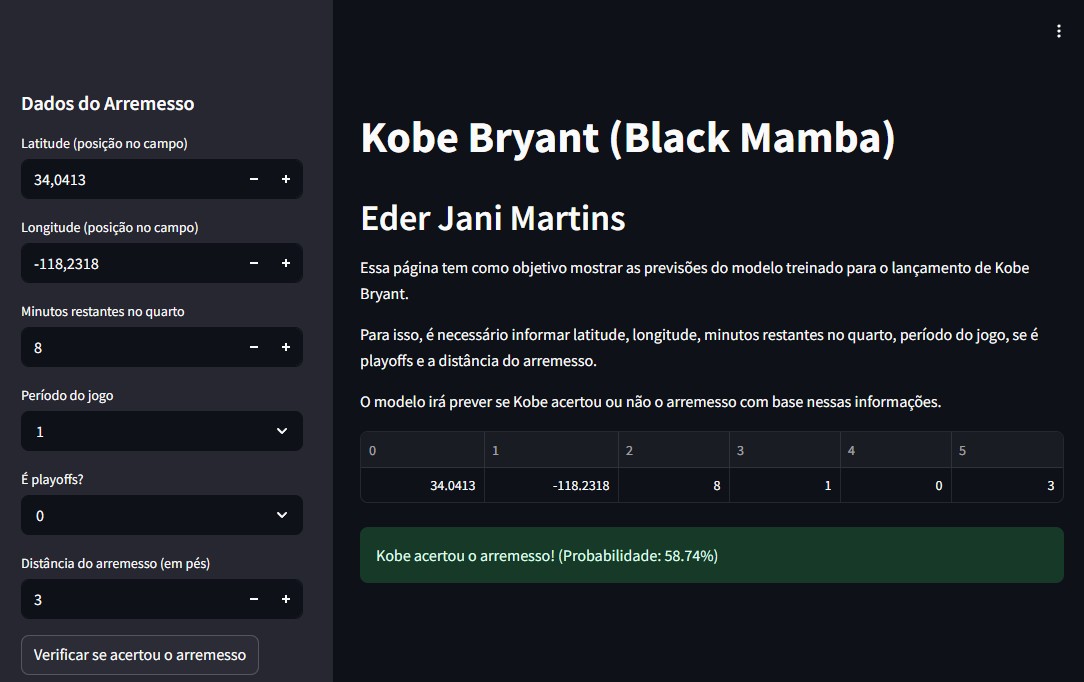 Dados do Arremesso
Latitude (posição no campo)
34,0413
Longitude (posição no campo)
-118,2318
Minutos restantes no quarto
8
Período do jogo
1
É playoffs?
0
Distância do arremesso (em pés)
3
Verificar se acertou o arremesso
Kobe Bryant (Black Mamba)
Eder Jani Martins
Essa página tem como objetivo mostrar as previsões do modelo treinado para o lançamento de Kobe
Bryant.
Para isso, é necessário informar latitude, longitude, minutos restantes no quarto, período do jogo, se é
playoffs e a distância do arremesso.
O modelo irá prever se Kobe acertou ou não o arremesso com base nessas informações.
0 1 2 3 4 5
34.0413 -118.2318 8 1 0 3
Kobe acertou o arremesso! (Probabilidade: 58.74%)